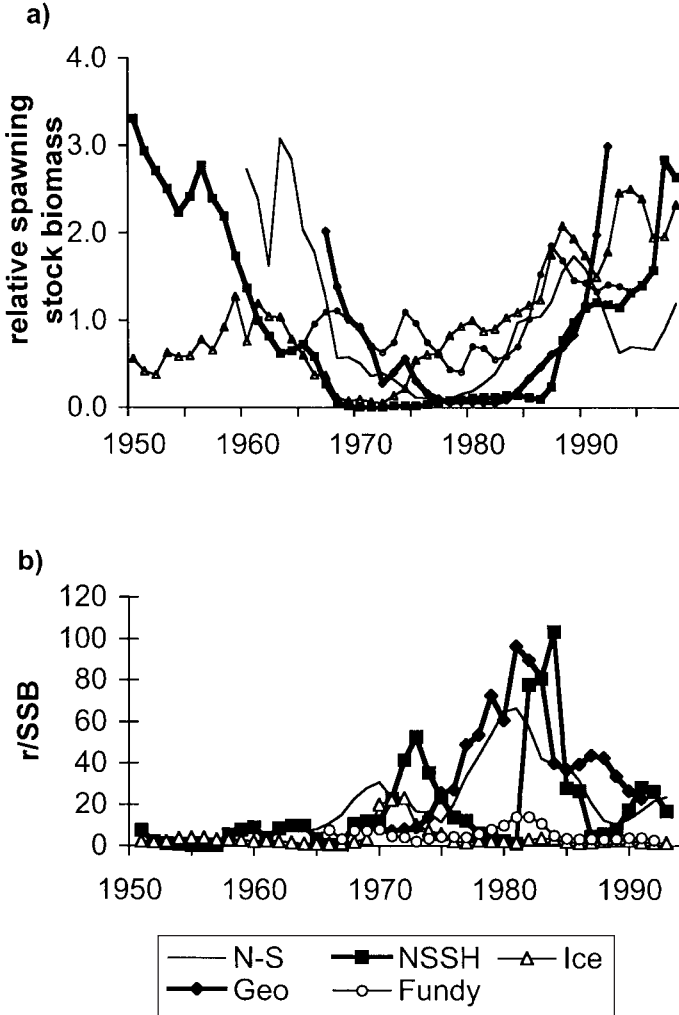 a)
relative spawning
stock biomass
4.0
3.0
2.0
1.0
0.0
1950 1960 1970 1980 1990
b)
r/SSB
120
100
80
60
40
20
0
1950 1960 1970 1980 1990
N-S NSSH Ice
Geo Fundy